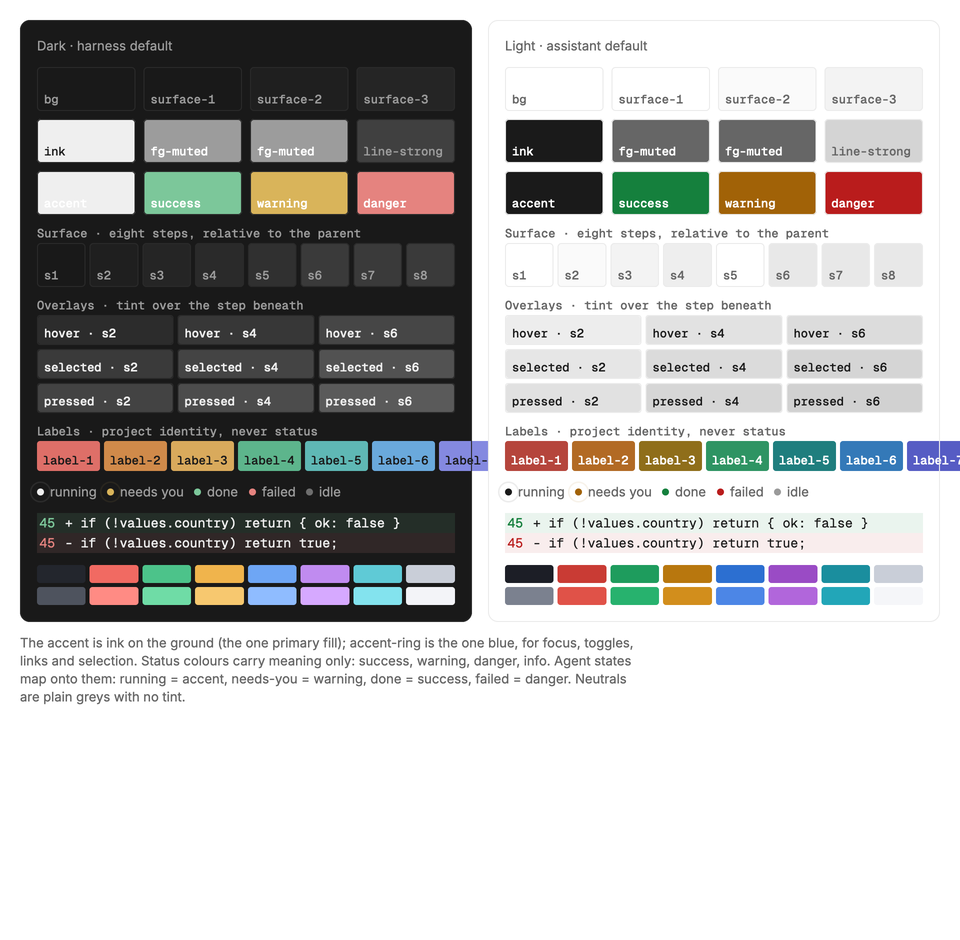 Dark · harness default
bg
surface-1
surface-2
surface-3
ink
fg-muted
fg-muted
line-strong
accent
success
warning
danger
Surface · eight steps, relative to the parent
s1
s2
s3
s4
s5
s6
s7
s8
Overlays · tint over the step beneath
hover · s2
hover · s4
hover · s6
selected · s2
selected · s4
selected · s6
pressed · s2
pressed · s4
pressed · s6
Labels · project identity, never status
label-1
label-2
label-3
label-4
label-5
label-6
label-
running
needs you
done
failed
idle
45 + if (!values.country) return { ok: false }
45 - if (!values.country) return true;
Light · assistant default
bg
surface-1
surface-2
surface-3
ink
fg-muted
fg-muted
line-strong
accent
success
warning
danger
Surface · eight steps, relative to the parent
s1
s2
s3
s4
s5
s6
s7
s8
Overlays · tint over the step beneath
hover · s2
hover · s4
hover · s6
selected · s2
selected · s4
selected · s6
pressed · s2
pressed · s4
pressed · s6
Labels · project identity, never status
label-1
label-2
label-3
label-4
label-5
label-6
label-7
running
needs you
done
failed
idle
45 + if (!values.country) return { ok: false }
45 - if (!values.country) return true;
The accent is ink on the ground (the one primary fill); accent-ring is the one blue, for focus, toggles,
links and selection. Status colours carry meaning only: success, warning, danger, info. Agent states
map onto them: running = accent, needs-you = warning, done = success, failed = danger. Neutrals
are plain greys with no tint.